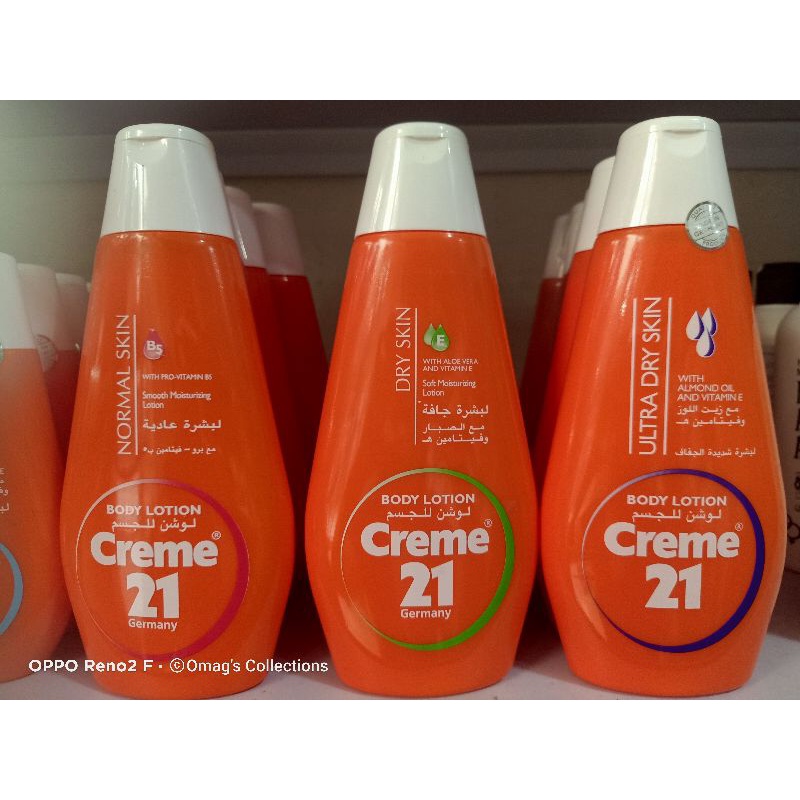 NORMAL SKIN
B5
WITH PRO-VITAMIN B5
Smooth Moisturizing
Lotion
لبشرة عادية
مع برو - فيتامين ب٥
BODY LOTION
لوشن للجسم
Creme®
21
Germany
DRY SKIN
E
WITH ALOE VERA
AND VITAMIN E
Soft Moisturizing
Lotion
لبشرة جافة
مع الصبار
وفيتامين هـ
BODY LOTION
لوشن للجسم
Creme®
21
Germany
ULTRA DRY SKIN
WITH
ALMOND OIL
AND VITAMIN E
مع زيت اللوز
وفيتامين هـ
لبشرة شديدة الجفاف
BODY LOTION
لوشن للجسم
Creme®
21
OPPO Reno2 F · ©Omag's Collections